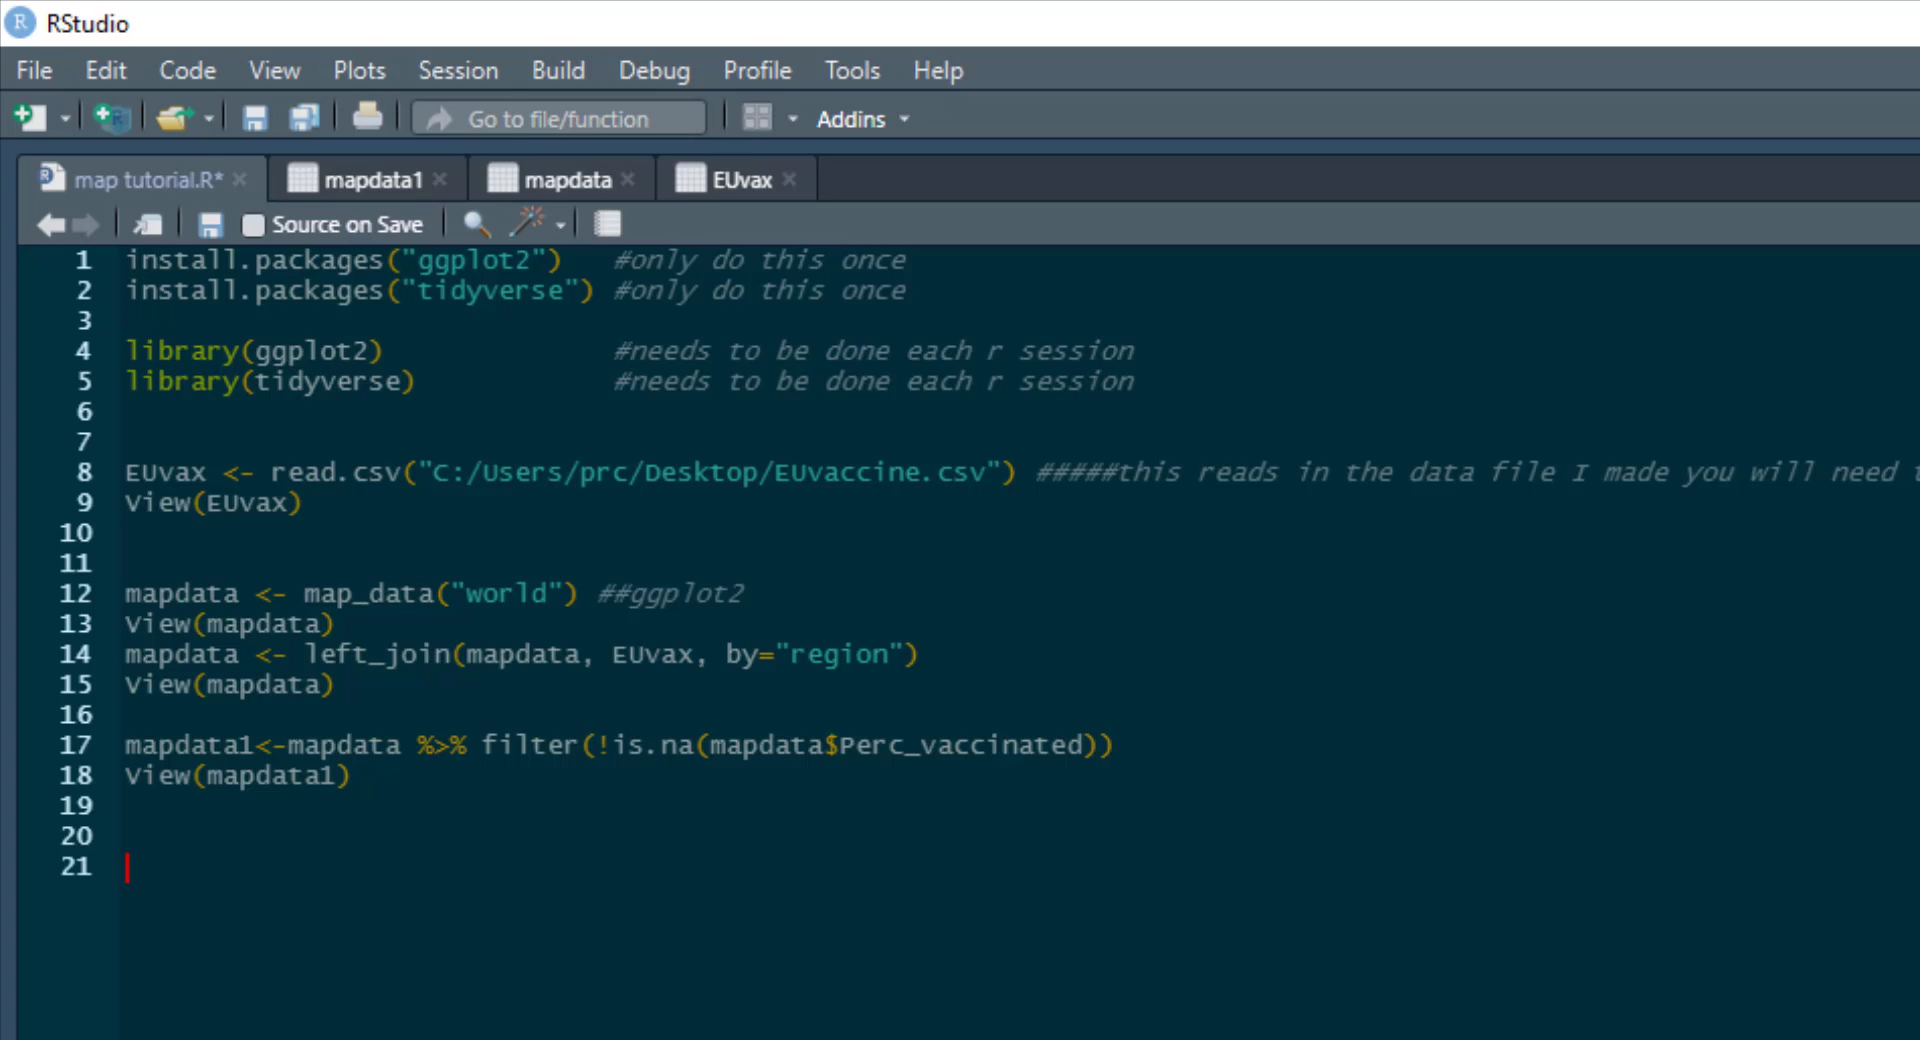 RStudio
File Edit Code View Plots Session Build Debug Profile Tools Help
Go to file/function Addins
map tutorial.R* mapdata1 mapdata EUvax
Source on Save
1 install.packages("ggplot2") #only do this once
2 install.packages("tidyverse") #only do this once
3
4 library(ggplot2) #needs to be done each r session
5 library(tidyverse) #needs to be done each r session
6
7
8 EUvax <- read.csv("C:/Users/prc/Desktop/EUvaccine.csv") #####this reads in the data file I made you will need
9 View(EUvax)
10
11
12 mapdata <- map_data("world") ##ggplot2
13 View(mapdata)
14 mapdata <- left_join(mapdata, EUvax, by="region")
15 View(mapdata)
16
17 mapdata1<-mapdata %>% filter(!is.na(mapdata$Perc_vaccinated))
18 View(mapdata1)
19
20
21